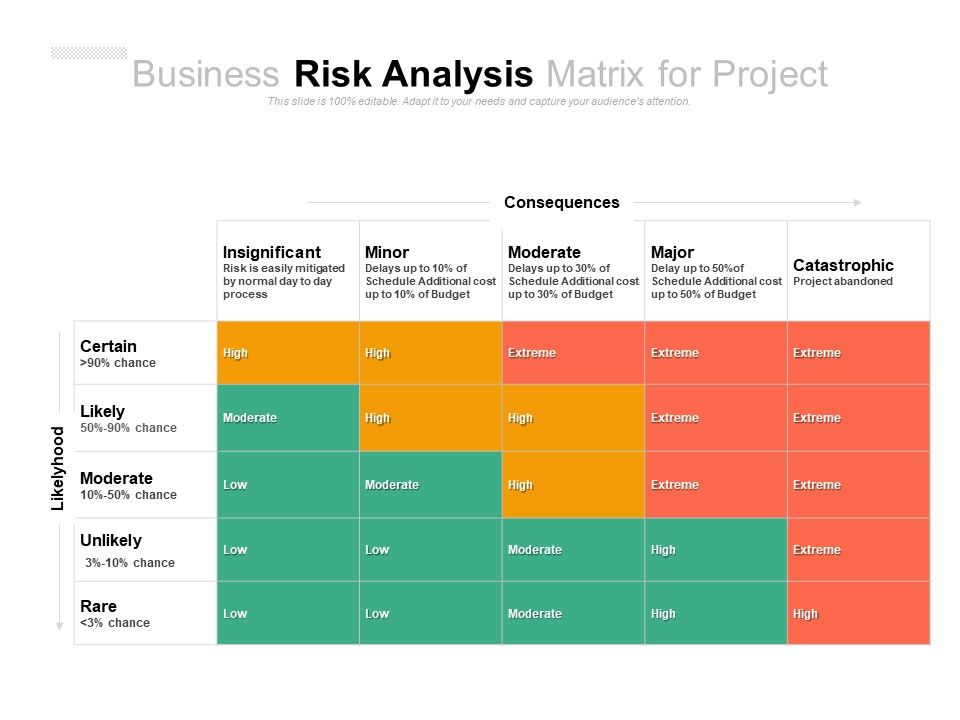 Business Risk Analysis Matrix for Project
This slide is 100% editable. Adapt it to your needs and capture your audience's attention.
Consequences
Insignificant
Risk is easily mitigated
by normal day to day
process
Minor
Delays up to 10% of
Schedule Additional cost
up to 10% of Budget
Moderate
Delays up to 30% of
Schedule Additional cost
up to 30% of Budget
Major
Delay up to 50%of
Schedule Additional cost
up to 50% of Budget
Catastrophic
Project abandoned
Likelyhood
Certain
>90% chance
High
High
Extreme
Extreme
Extreme
Likely
50%-90% chance
Moderate
High
High
Extreme
Extreme
Moderate
10%-50% chance
Low
Moderate
High
Extreme
Extreme
Unlikely
3%-10% chance
Low
Low
Moderate
High
Extreme
Rare
<3% chance
Low
Low
Moderate
High
High